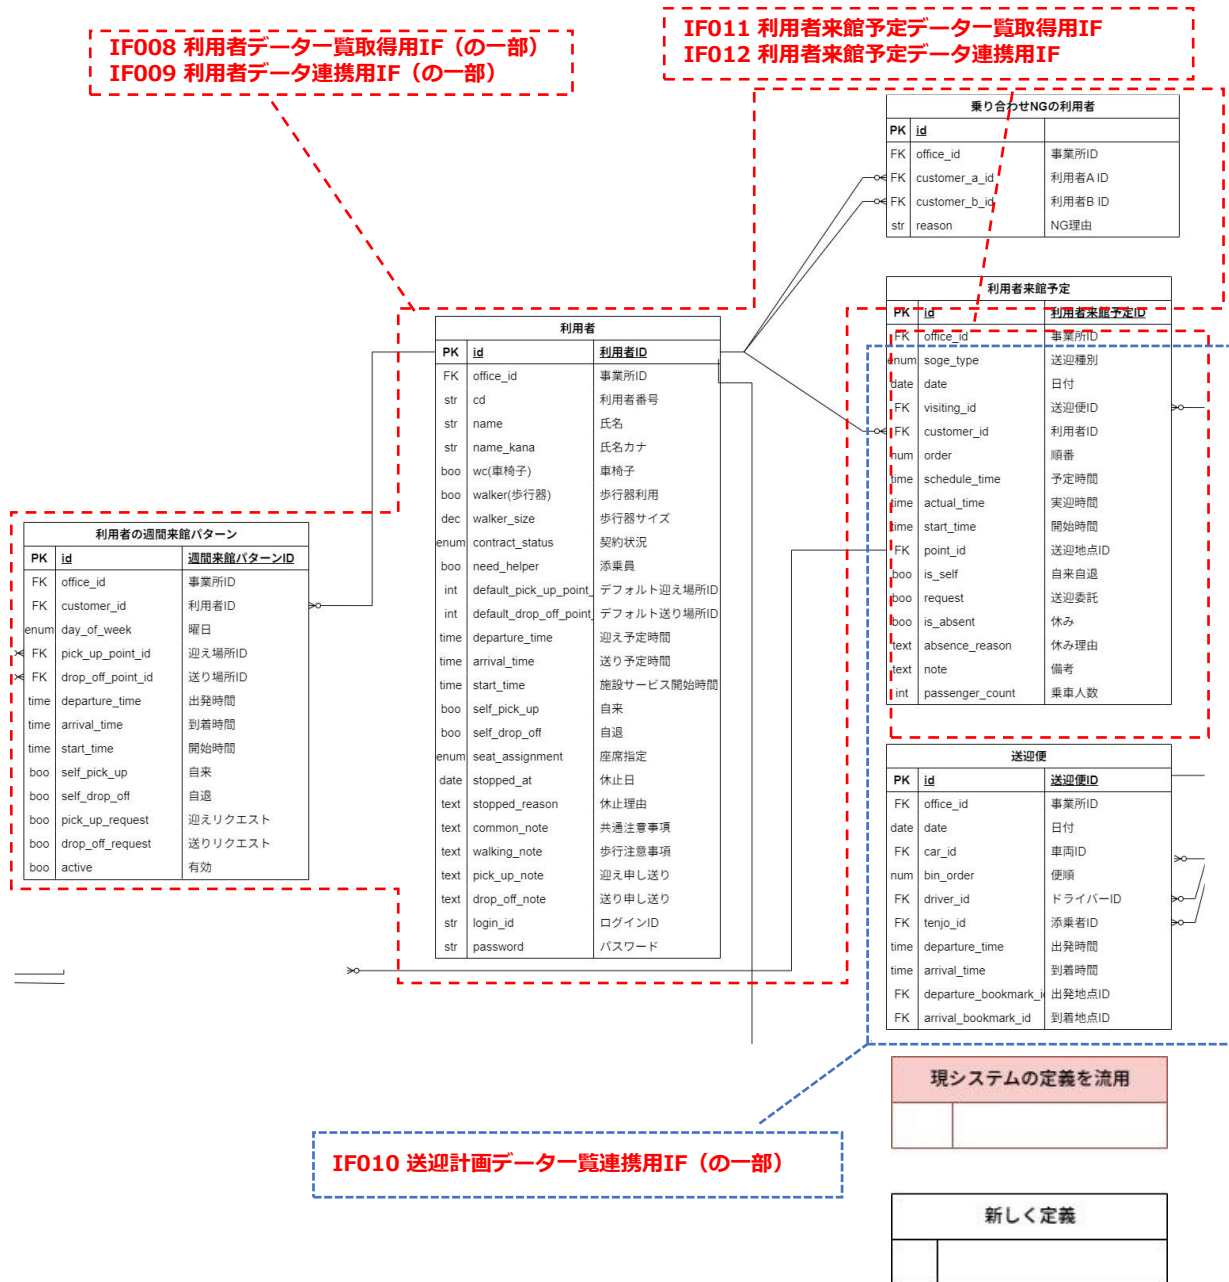 IF008 利用者データ一覧取得用IF（の一部）
IF009 利用者データ連携用IF（の一部）
IF011 利用者来館予定データ一覧取得用IF
IF012 利用者来館予定データ連携用IF
乗り合わせNGの利用者
PK id
FK office_id 事業所ID
FK customer_a_id 利用者A ID
FK customer_b_id 利用者B ID
str reason NG理由
利用者来館予定
PK id 利用者来館予定ID
FK office_id 事業所ID
enum soge_type 送迎種別
date date 日付
FK visiting_id 送迎便ID
FK customer_id 利用者ID
num order 順番
time schedule_time 予定時間
time actual_time 実迎時間
time start_time 開始時間
FK point_id 送迎地点ID
boo is_self 自来自退
boo request 送迎委託
boo is_absent 休み
text absence_reason 休み理由
text note 備考
int passenger_count 乗車人数
利用者
PK id 利用者ID
FK office_id 事業所ID
str cd 利用者番号
str name 氏名
str name_kana 氏名カナ
boo wc(車椅子) 車椅子
boo walker(歩行器) 歩行器利用
dec walker_size 歩行器サイズ
enum contract_status 契約状況
boo need_helper 添乗員
int default_pick_up_point_ デフォルト迎え場所ID
int default_drop_off_point_ デフォルト送り場所ID
time departure_time 迎え予定時間
time arrival_time 送り予定時間
time start_time 施設サービス開始時間
boo self_pick_up 自来
boo self_drop_off 自退
enum seat_assignment 座席指定
date stopped_at 休止日
text stopped_reason 休止理由
text common_note 共通注意事項
text walking_note 歩行注意事項
text pick_up_note 迎え申し送り
text drop_off_note 送り申し送り
str login_id ログインID
str password パスワード
利用者の週間来館パターン
PK id 週間来館パターンID
FK office_id 事業所ID
FK customer_id 利用者ID
enum day_of_week 曜日
FK pick_up_point_id 迎え場所ID
FK drop_off_point_id 送り場所ID
time departure_time 出発時間
time arrival_time 到着時間
time start_time 開始時間
boo self_pick_up 自来
boo self_drop_off 自退
boo pick_up_request 迎えリクエスト
boo drop_off_request 送りリクエスト
boo active 有効
送迎便
PK id 送迎便ID
FK office_id 事業所ID
date date 日付
FK car_id 車両ID
num bin_order 便順
FK driver_id ドライバーID
FK tenjo_id 添乗者ID
time departure_time 出発時間
time arrival_time 到着時間
FK departure_bookmark_i 出発地点ID
FK arrival_bookmark_id 到着地点ID
現システムの定義を流用
IF010 送迎計画データ一覧連携用IF（の一部）
新しく定義